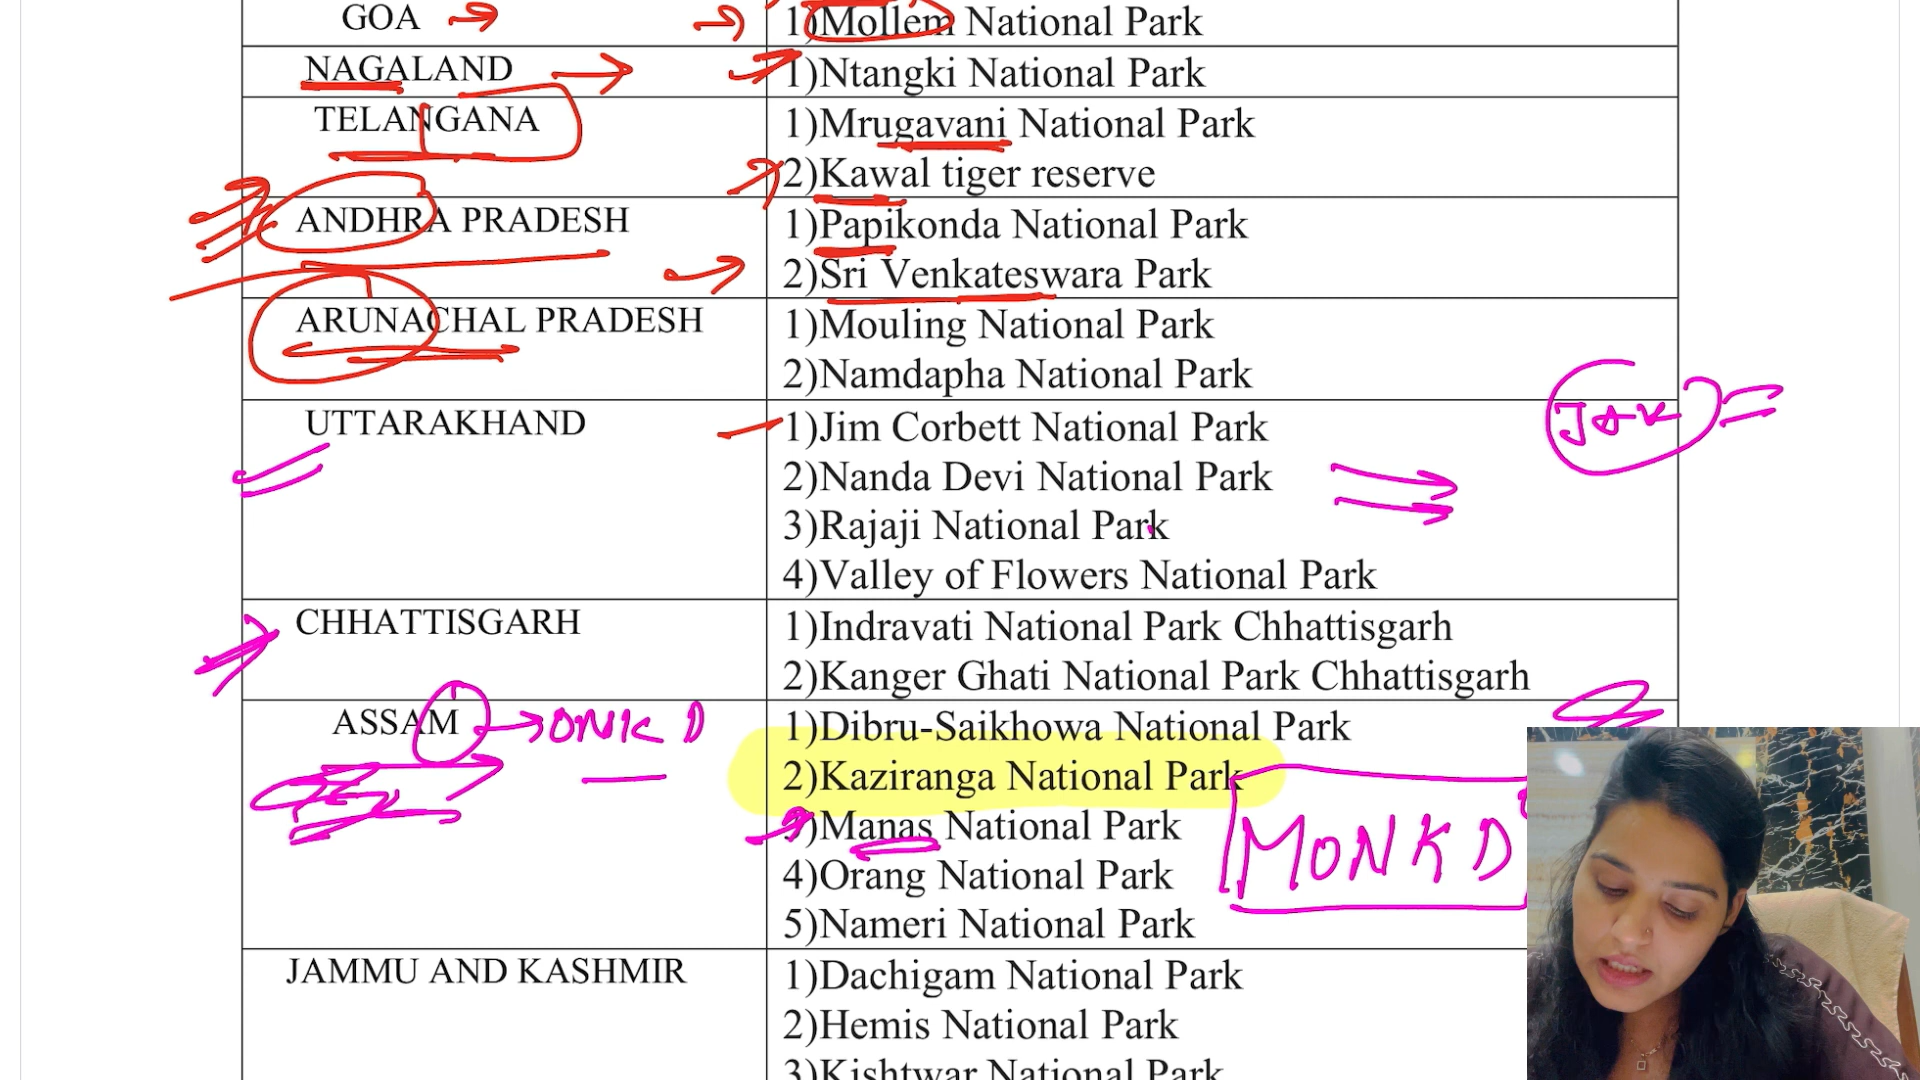 GOA
1)Mollem National Park
NAGALAND
1)Ntangki National Park
TELANGANA
1)Mrugavani National Park
2)Kawal tiger reserve
ANDHRA PRADESH
1)Papikonda National Park
2)Sri Venkateswara Park
ARUNACHAL PRADESH
1)Mouling National Park
2)Namdapha National Park
UTTARAKHAND
1)Jim Corbett National Park
J&K
2)Nanda Devi National Park
3)Rajaji National Park
4)Valley of Flowers National Park
CHHATTISGARH
1)Indravati National Park Chhattisgarh
2)Kanger Ghati National Park Chhattisgarh
ASSAM
ONKD
1)Dibru-Saikhowa National Park
2)Kaziranga National Park
)Manas National Park
MONKD
4)Orang National Park
5)Nameri National Park
JAMMU AND KASHMIR
1)Dachigam National Park
2)Hemis National Park
3)Kishtwar National Park